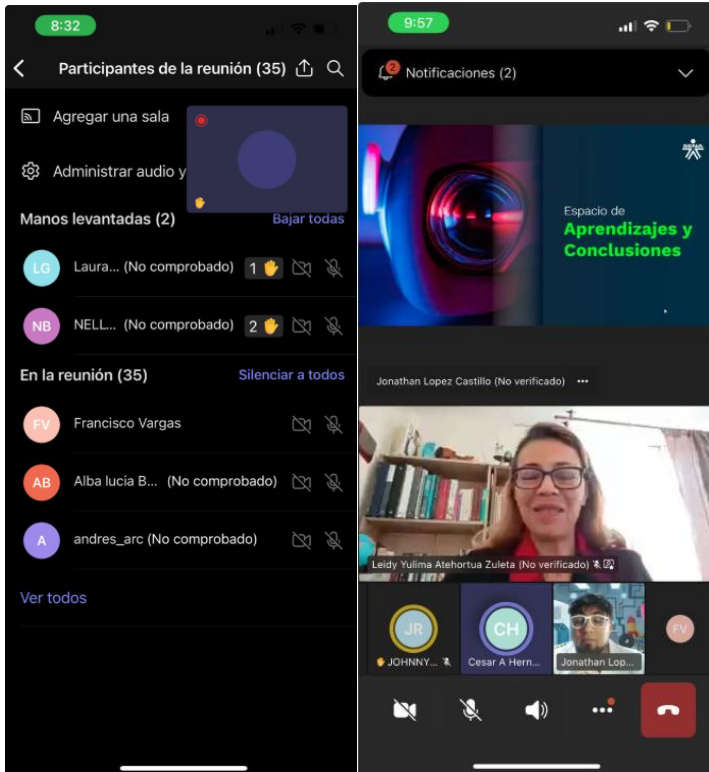 8:32
Participantes de la reunión (35)
Agregar una sala
Administrar audio y
Manos levantadas (2)
Bajar todas
LG
Laura... (No comprobado)
1
NB
NELL... (No comprobado)
2
En la reunión (35)
Silenciar a todos
FV
Francisco Vargas
AB
Alba lucia B... (No comprobado)
A
andres_arc (No comprobado)
Ver todos
9:57
2
Notificaciones (2)
SENA
Espacio de
Aprendizajes y
Conclusiones
Jonathan Lopez Castillo (No verificado)
Leidy Yulima Atehortua Zuleta (No verificado)
JR
JOHNNY...
CH
Cesar A Hern...
Jonathan Lop...
FV